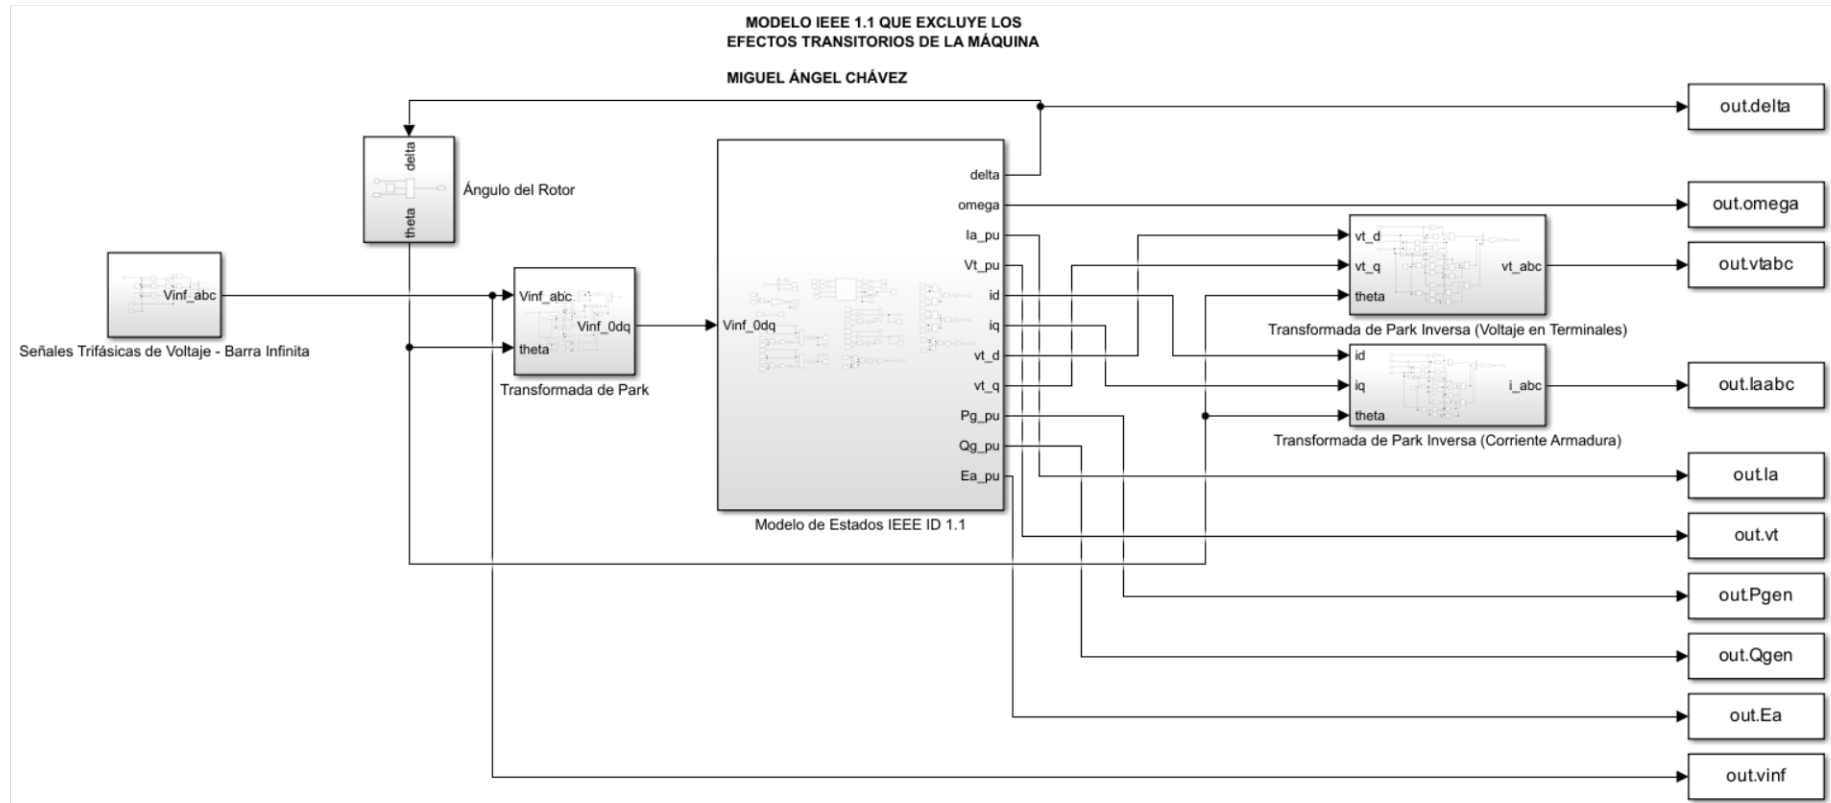 MODELO IEEE 1.1 QUE EXCLUYE LOS
EFECTOS TRANSITORIOS DE LA MÁQUINA
MIGUEL ÁNGEL CHÁVEZ
out.delta
delta
theta
Ángulo del Rotor
delta
omega
Ia_pu
Vt_pu
id
iq
vt_d
vt_q
Pg_pu
Qg_pu
Ea_pu
Vinf_0dq
Modelo de Estados IEEE ID 1.1
out.omega
vt_d
vt_q
theta
vt_abc
Transformada de Park Inversa (Voltaje en Terminales)
out.vtabc
Vinf_abc
Señales Trifásicas de Voltaje - Barra Infinita
Vinf_abc
theta
Vinf_0dq
Transformada de Park
id
iq
theta
i_abc
Transformada de Park Inversa (Corriente Armadura)
out.Iaabc
out.Ia
out.vt
out.Pgen
out.Qgen
out.Ea
out.vinf